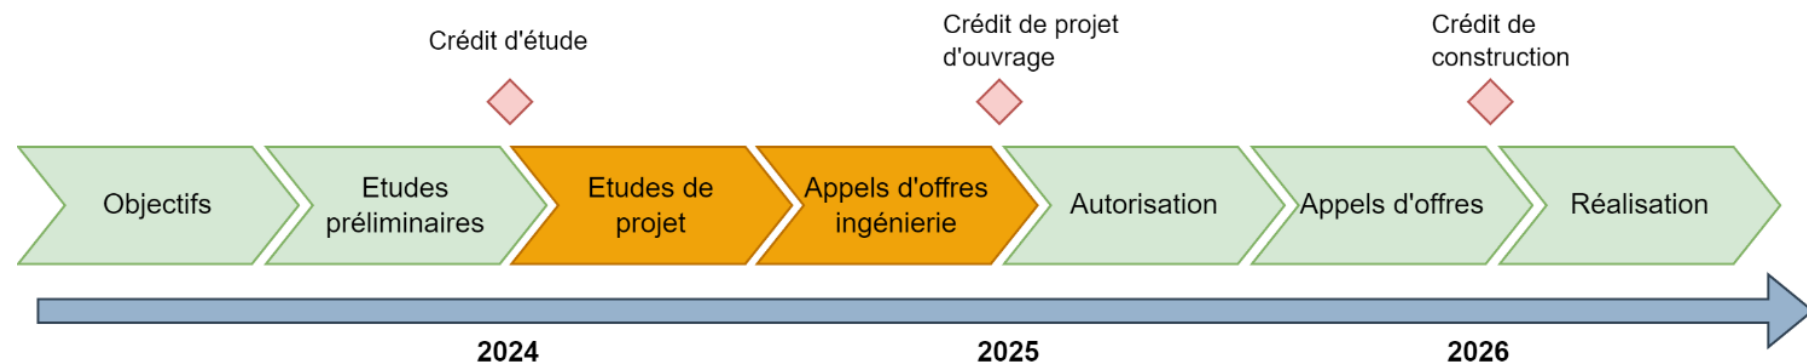 Crédit d'étude
Crédit de projet
d'ouvrage
Crédit de
construction
Objectifs
Etudes
préliminaires
Etudes de
projet
Appels d'offres
ingénierie
Autorisation
Appels d'offres
Réalisation
2024
2025
2026